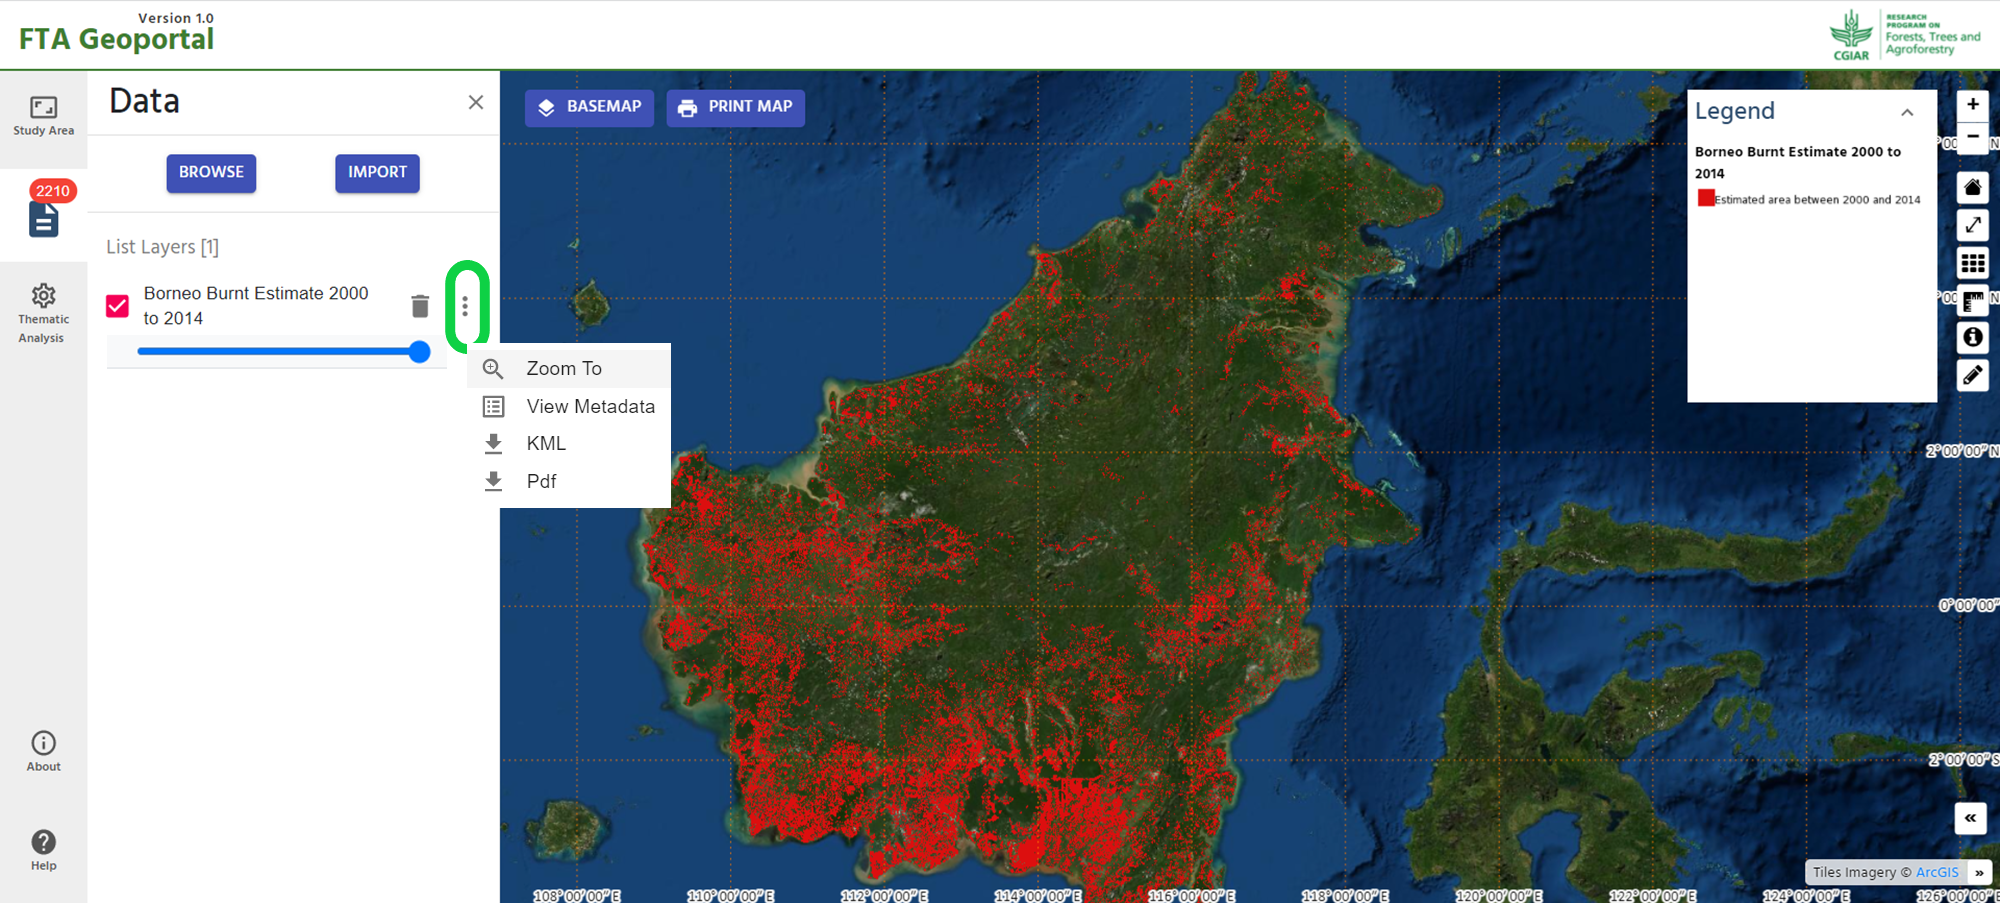 Version 1.0
FTA Geoportal
CGIAR
RESEARCH
PROGRAM ON
Forests, Trees and
Agroforestry
Study Area
2210
Thematic
Analysis
About
Help
Data
BROWSE
IMPORT
List Layers [1]
Borneo Burnt Estimate 2000
to 2014
Zoom To
View Metadata
KML
Pdf
BASEMAP
PRINT MAP
Legend
Borneo Burnt Estimate 2000 to
2014
Estimated area between 2000 and 2014
+
−
2°00'00" N
0°00'00"
2°00'00" S
«
Tiles Imagery © ArcGIS »
108°00'00" E
110°00'00" E
112°00'00" E
114°00'00" E
116°00'00" E
118°00'00" E
120°00'00" E
122°00'00" E
124°00'00" E
126°00'00"